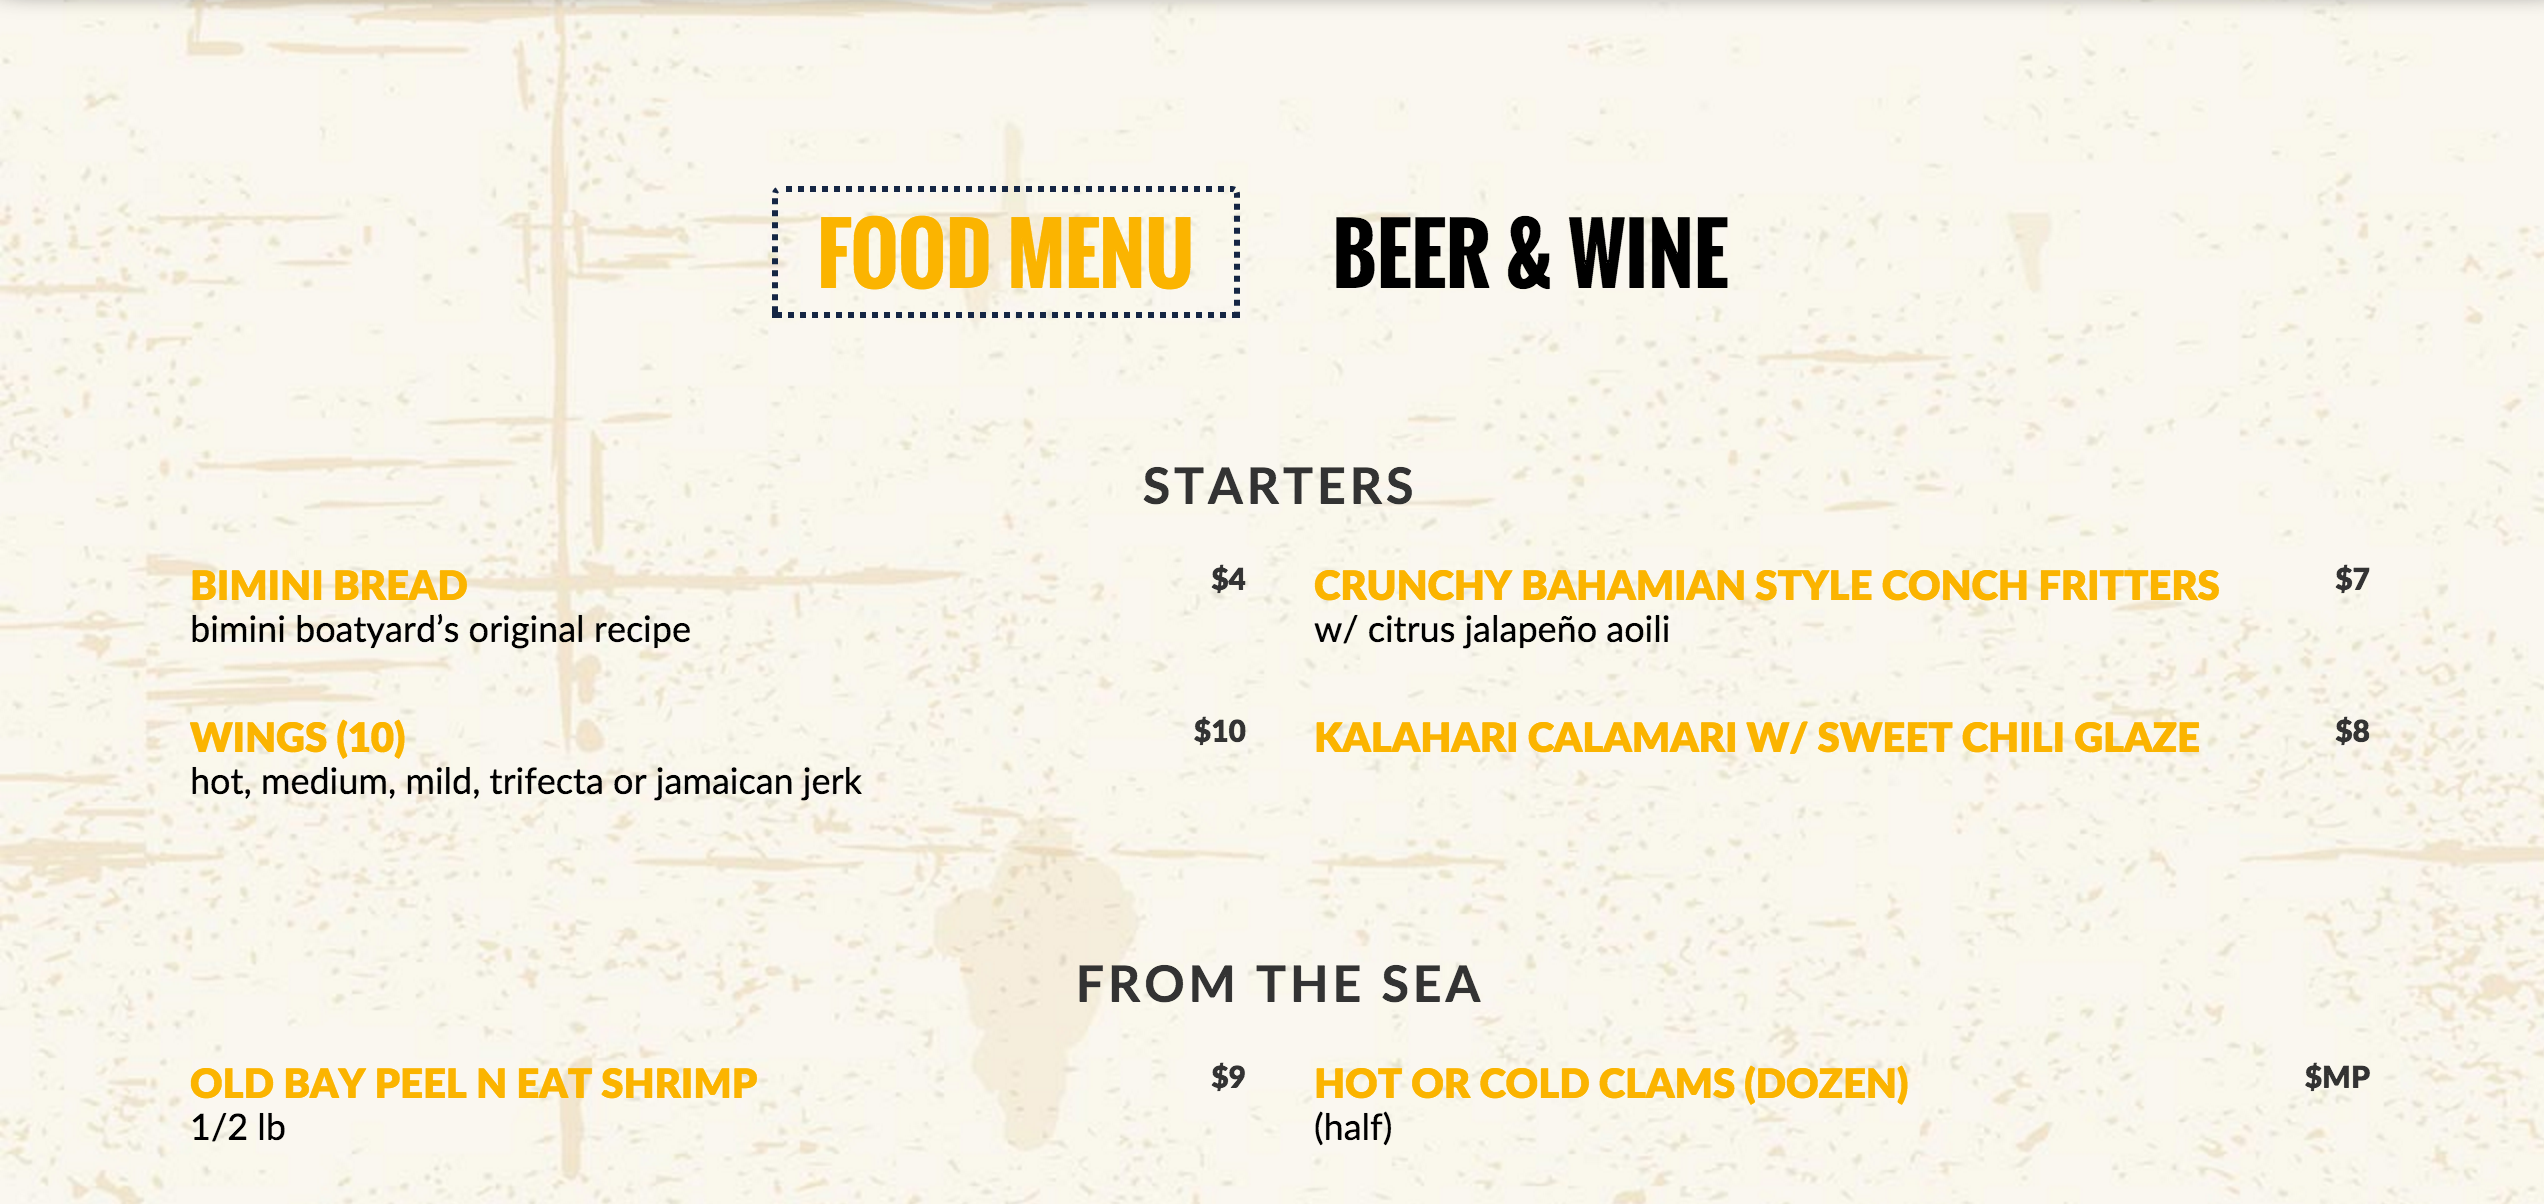 FOOD MENU
BEER & WINE
STARTERS
BIMINI BREAD
$4
bimini boatyard’s original recipe
CRUNCHY BAHAMIAN STYLE CONCH FRITTERS
$7
w/ citrus jalapeño aoili
WINGS (10)
$10
hot, medium, mild, trifecta or jamaican jerk
KALAHARI CALAMARI W/ SWEET CHILI GLAZE
$8
FROM THE SEA
OLD BAY PEEL N EAT SHRIMP
$9
1/2 lb
HOT OR COLD CLAMS (DOZEN)
$MP
(half)